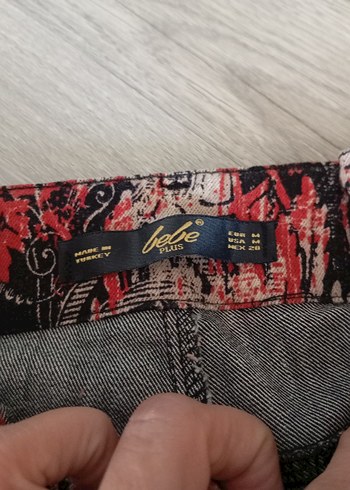 MADE IN
TURKEY
bebe®
PLUS
EUR M
USA M
MEX 28